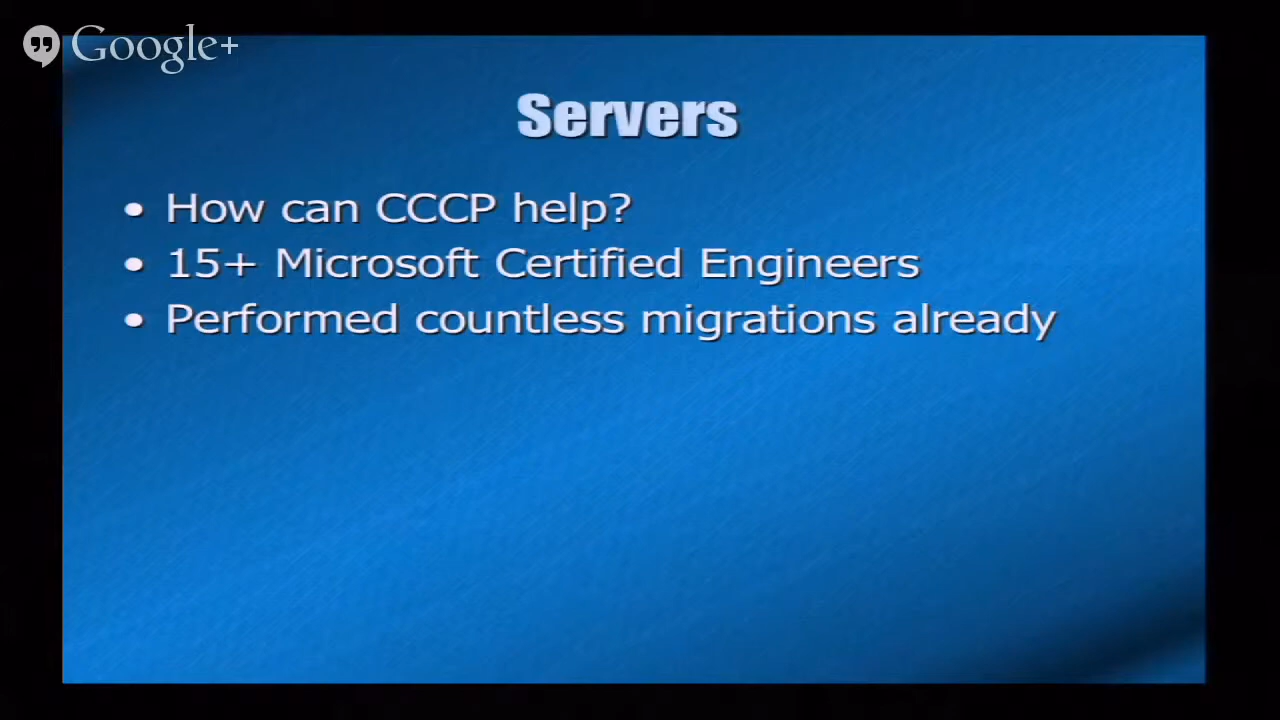 Google+
Servers
• How can CCCP help?
• 15+ Microsoft Certified Engineers
• Performed countless migrations already